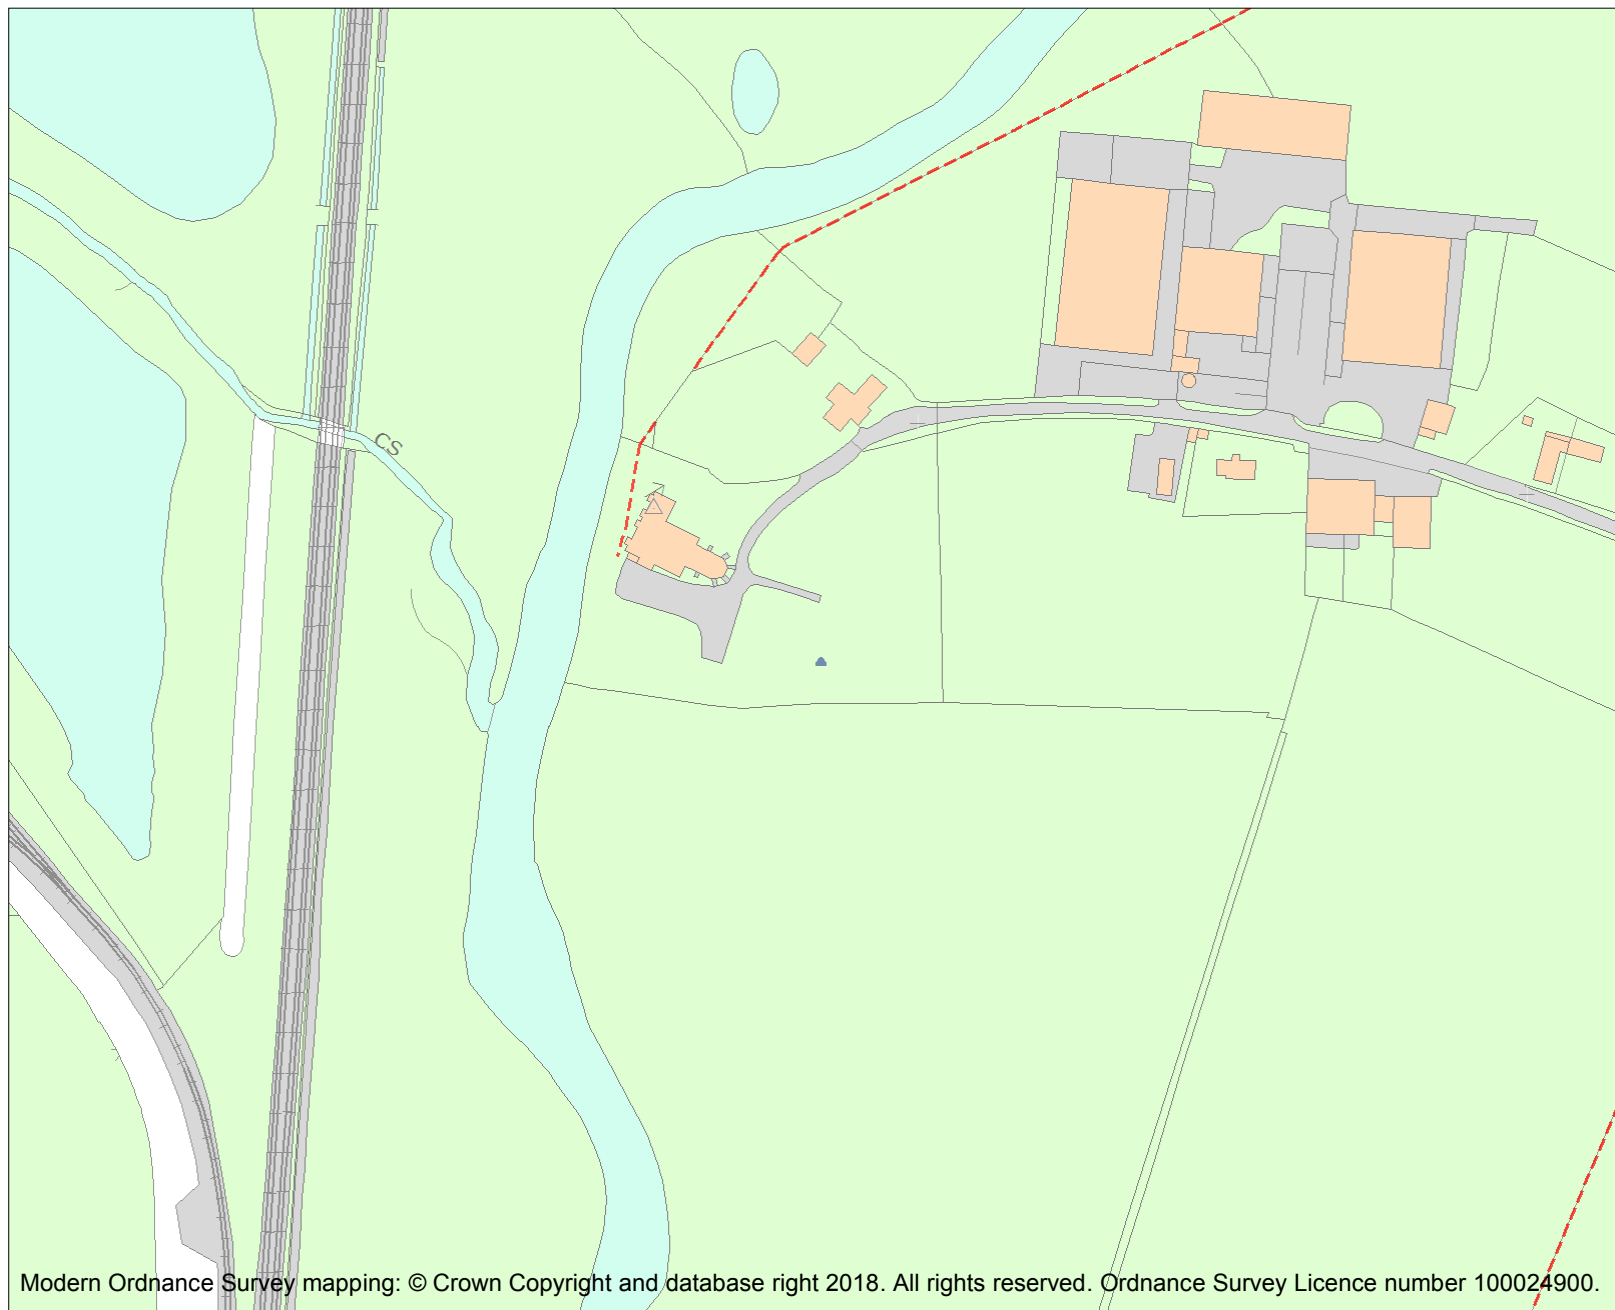 CS
Modern Ordnance Survey mapping: © Crown Copyright and database right 2018. All rights reserved. Ordnance Survey Licence number 100024900.